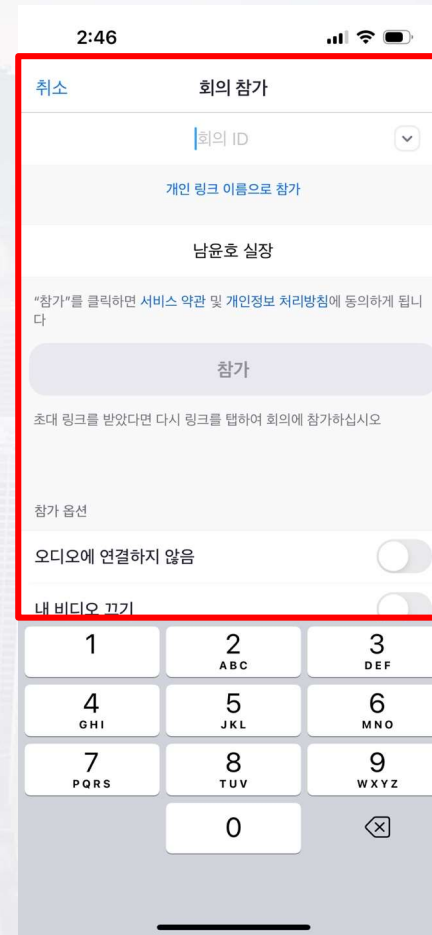 2:46
취소 회의 참가
회의 ID
개인 링크 이름으로 참가
남윤호 실장
“참가”를 클릭하면 서비스 약관 및 개인정보 처리방침에 동의하게 됩니
다
참가
초대 링크를 받았다면 다시 링크를 탭하여 회의에 참가하십시오
참가 옵션
오디오에 연결하지 않음
내 비디오 끄기
1 2 3
ABC DEF
4 5 6
GHI JKL MNO
7 8 9
PQRS TUV WXYZ
0